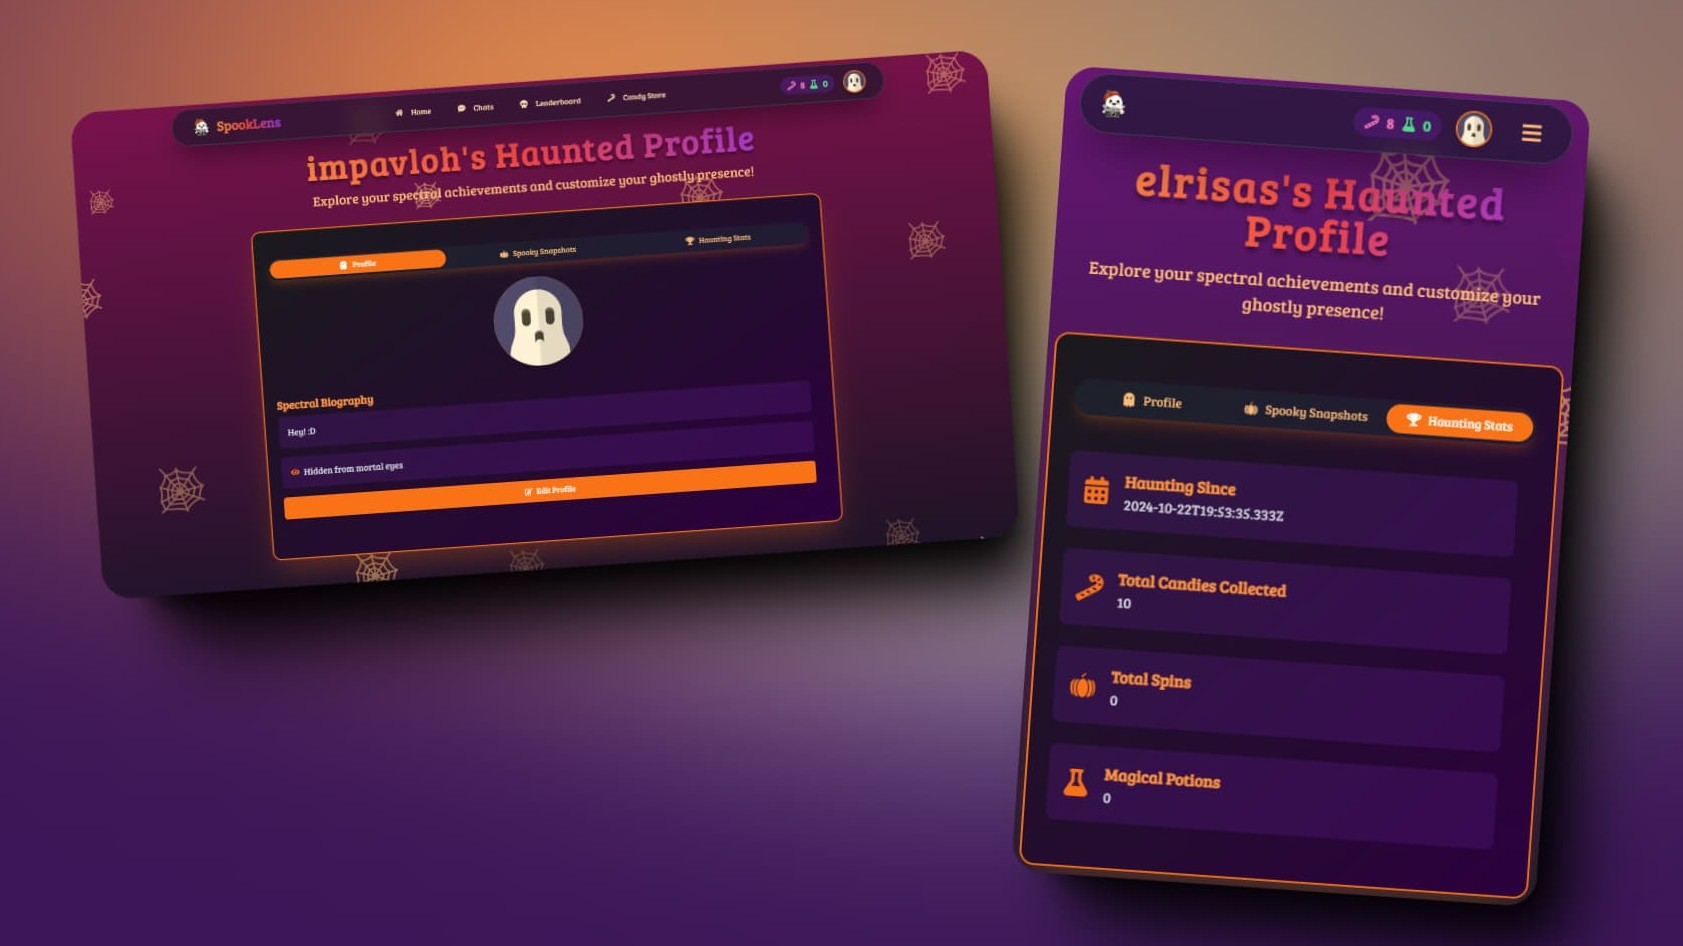 SpookLens
Home
Chats
Leaderboard
Candy Store
8
0
impavloh's Haunted Profile
Explore your spectral achievements and customize your ghostly presence!
Profile
Spooky Snapshots
Haunting Stats
Spectral Biography
Hey! :D
Hidden from mortal eyes
Edit Profile
8
0
elrisas's Haunted
Profile
Explore your spectral achievements and customize your
ghostly presence!
Profile
Spooky Snapshots
Haunting Stats
Haunting Since
2024-10-22T19:53:35.333Z
Total Candies Collected
10
Total Spins
0
Magical Potions
0